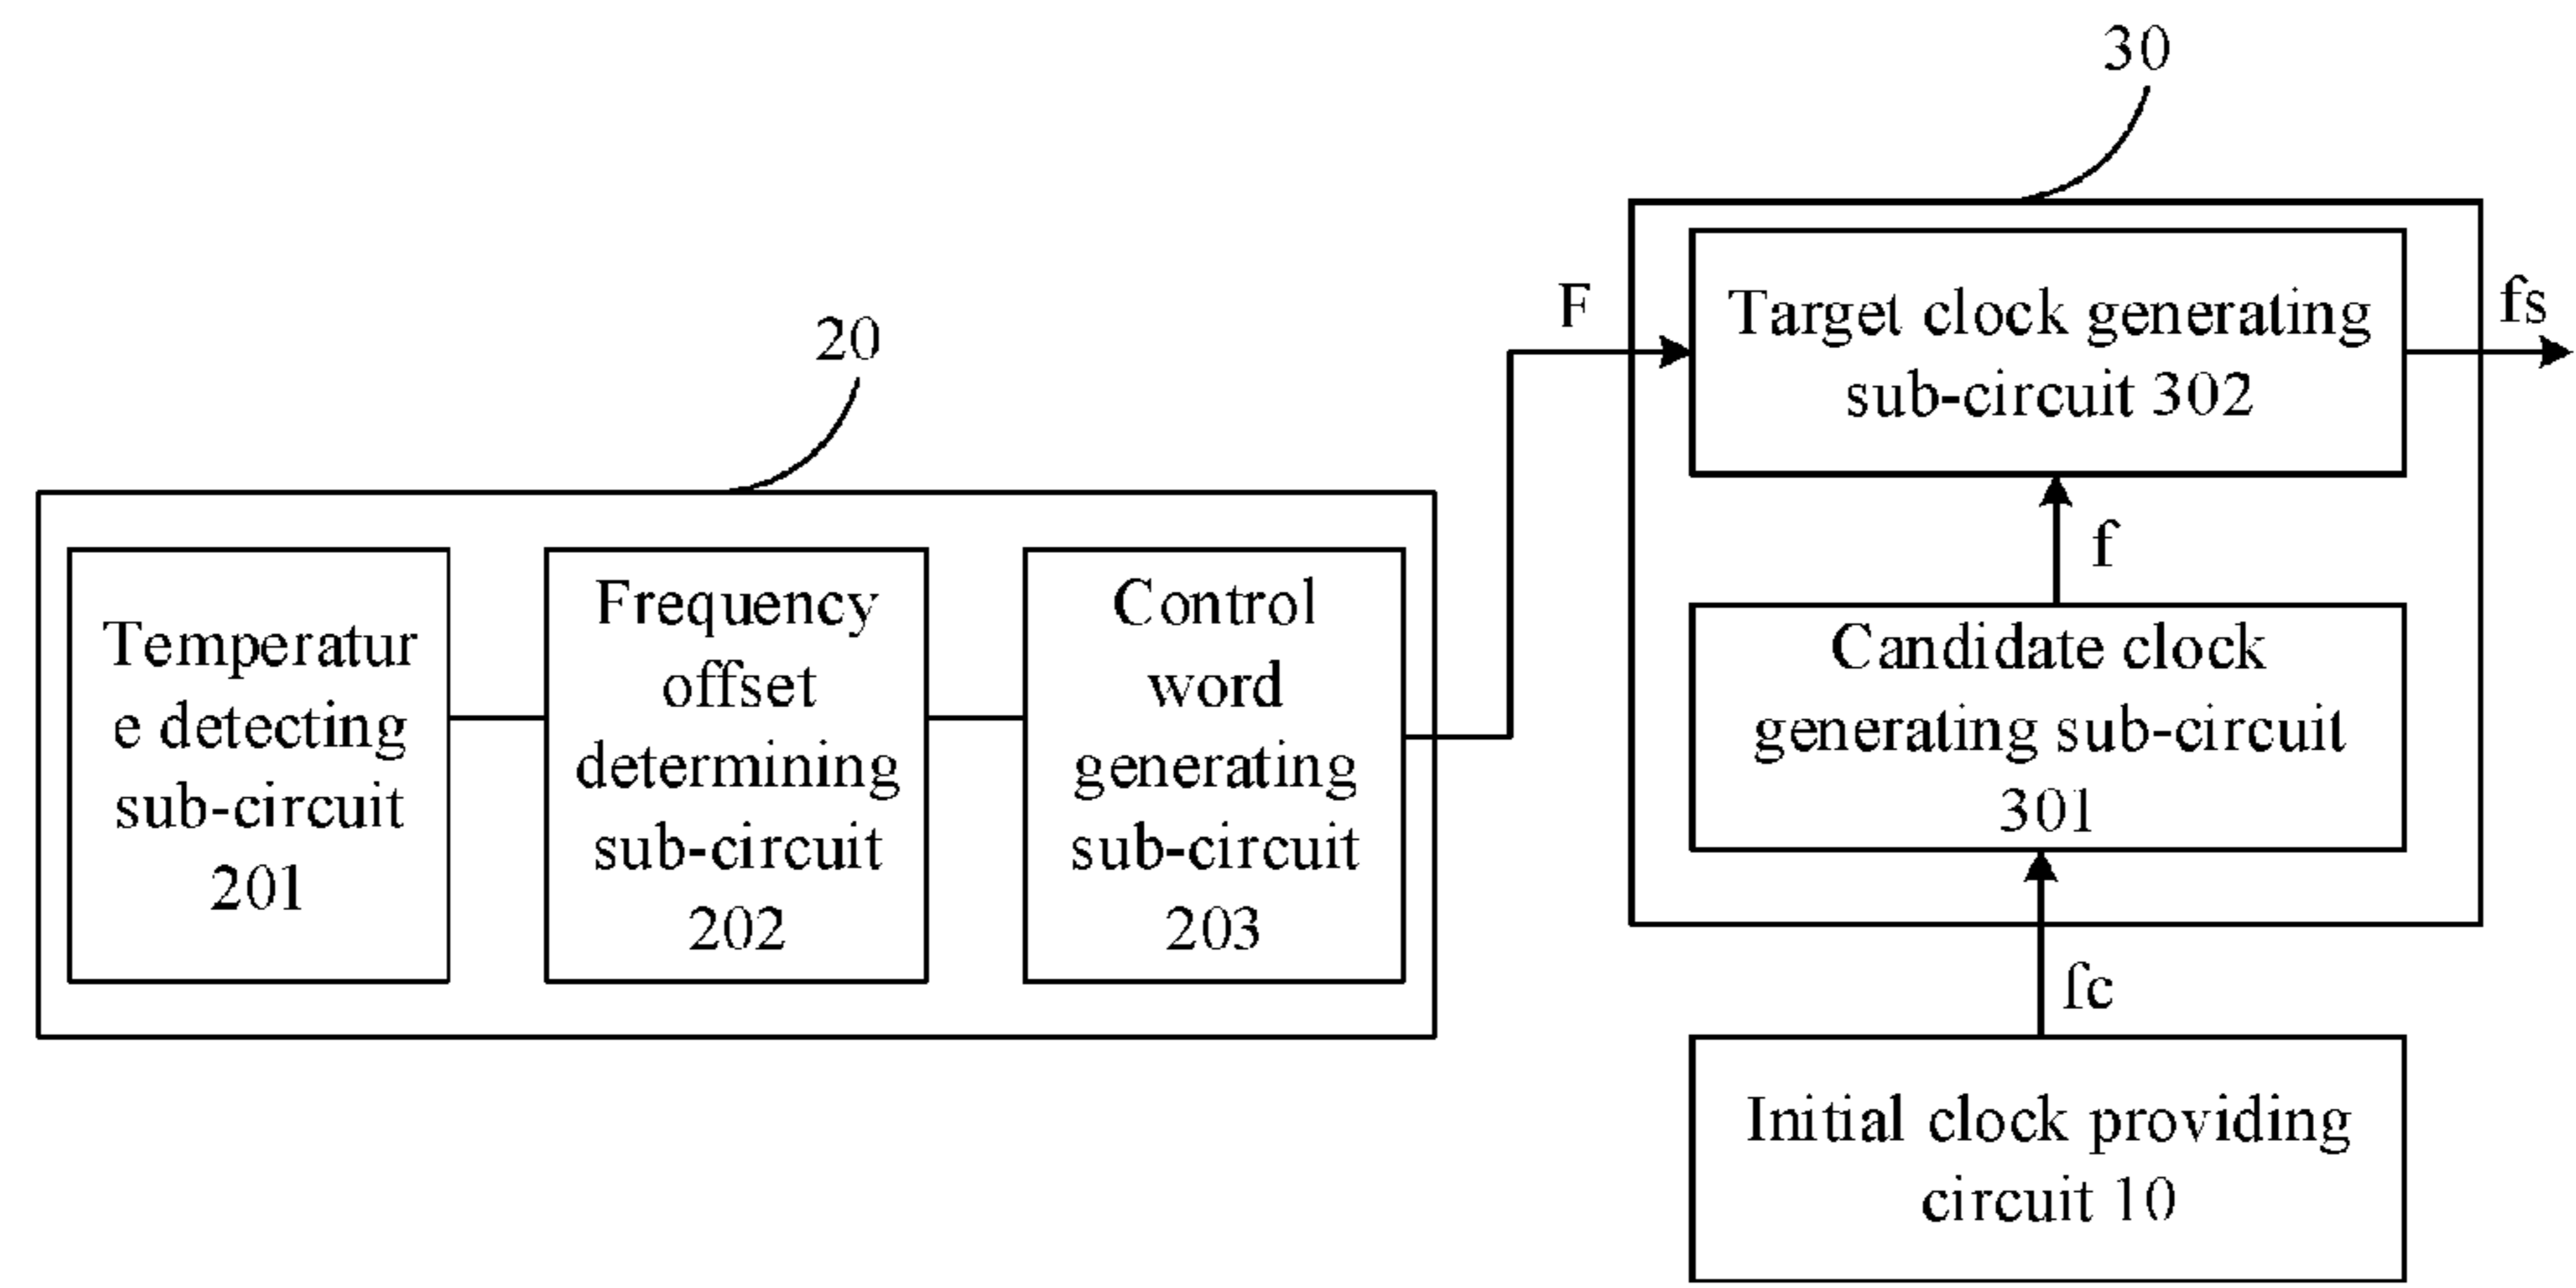 30
Target clock generating
sub-circuit 302
F
fs
20
f
Temperatur
e detecting
sub-circuit
201
Frequency
offset
determining
sub-circuit
202
Control
word
generating
sub-circuit
203
Candidate clock
generating sub-circuit
301
fc
Initial clock providing
circuit 10